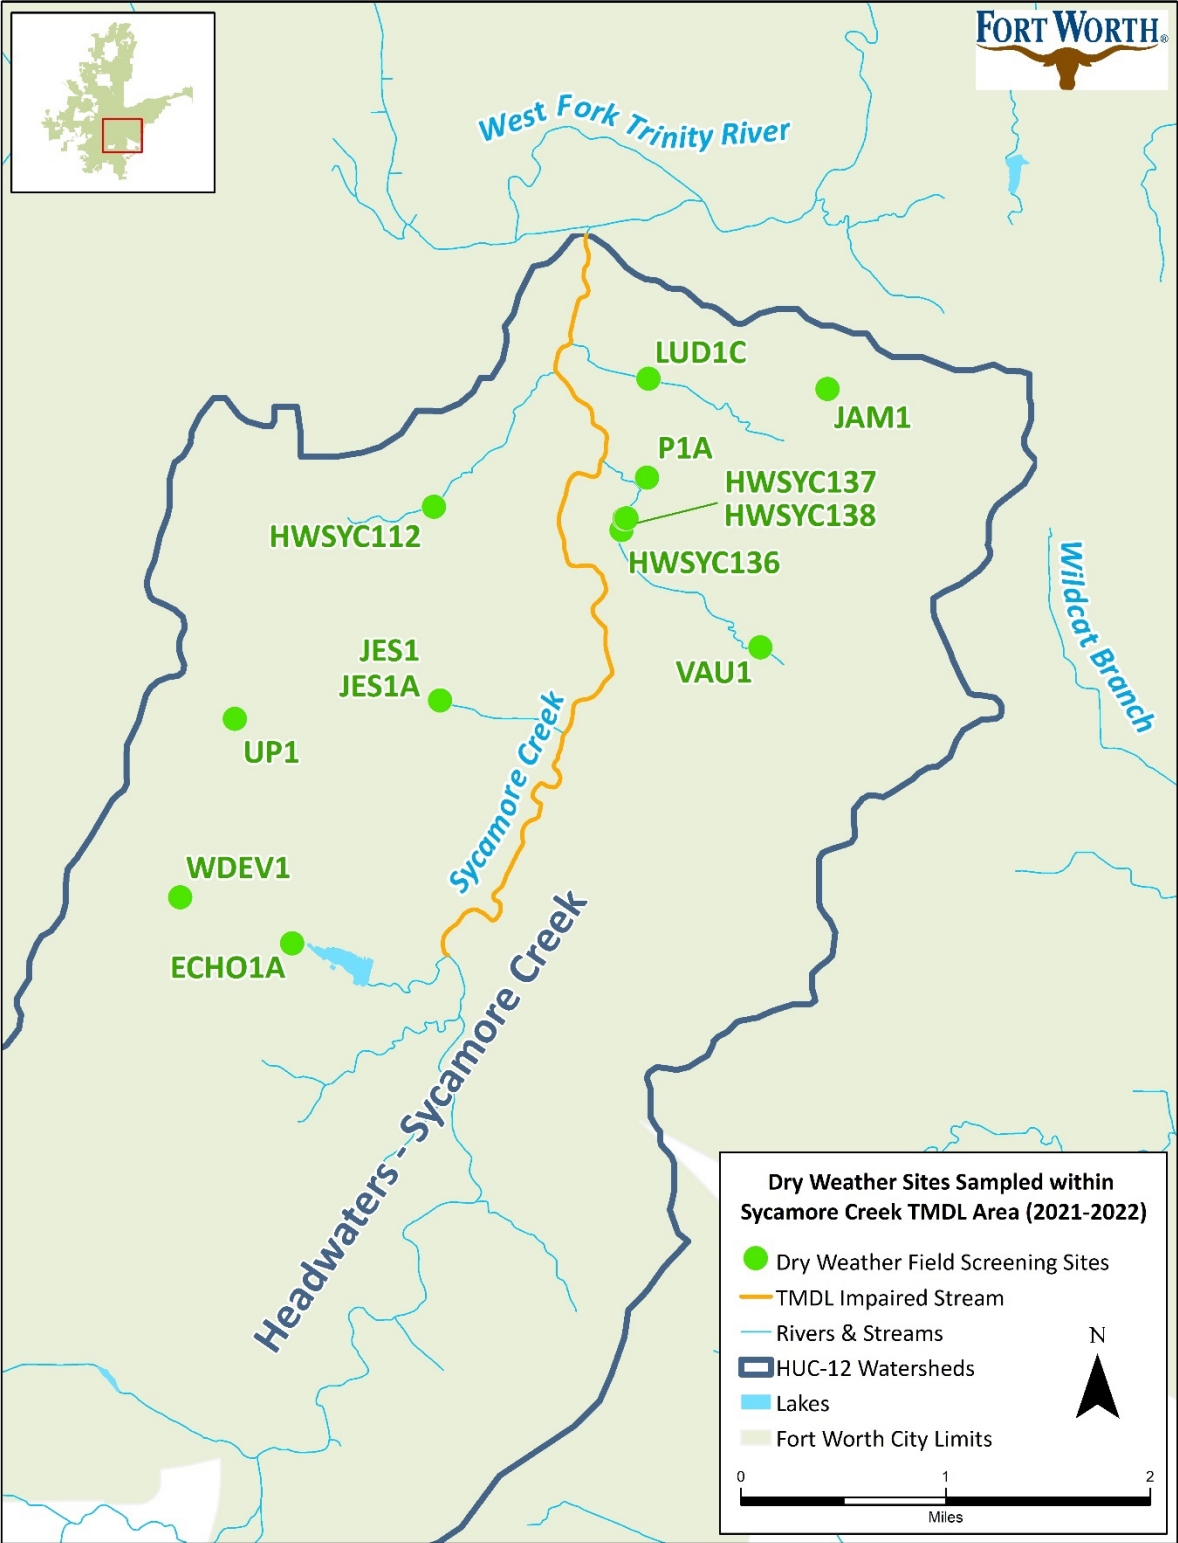 FORT WORTH®
West Fork Trinity River
LUD1C
JAM1
P1A
HWSYC137
HWSYC138
HWSYC112
HWSYC136
Wildcat Branch
JES1
JES1A
VAU1
UP1
Sycamore Creek
WDEV1
ECHO1A
Headwaters - Sycamore Creek
Dry Weather Sites Sampled within
Sycamore Creek TMDL Area (2021-2022)
Dry Weather Field Screening Sites
TMDL Impaired Stream
Rivers & Streams
N
HUC-12 Watersheds
Lakes
Fort Worth City Limits
0 1 2
Miles